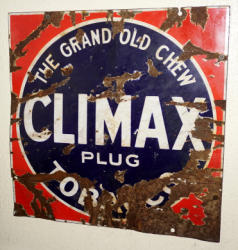 THE GRAND OLD CHEW
CLIMAX
PLUG